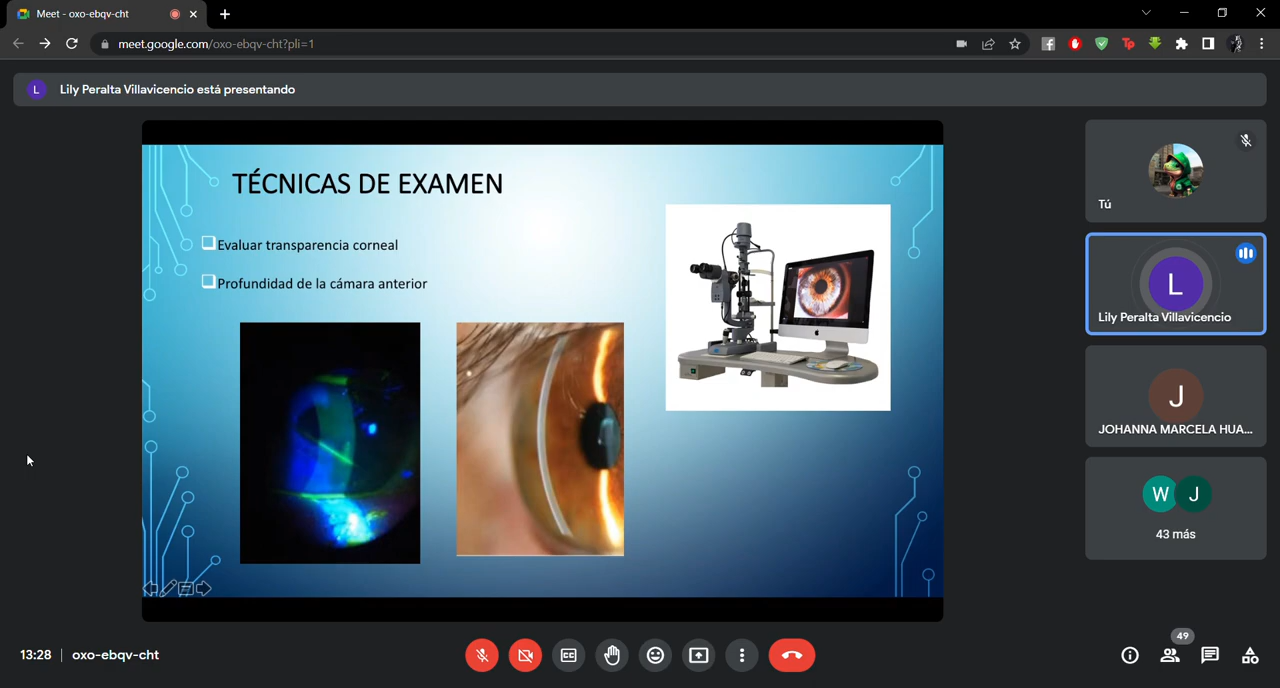 Meet - oxo-ebqv-cht
meet.google.com/oxo-ebqv-cht?pli=1
L
Lily Peralta Villavicencio está presentando
TÉCNICAS DE EXAMEN
Evaluar transparencia corneal
Profundidad de la cámara anterior
Tú
L
Lily Peralta Villavicencio
J
JOHANNA MARCELA HUA...
W J
43 más
13:28 | oxo-ebqv-cht
49